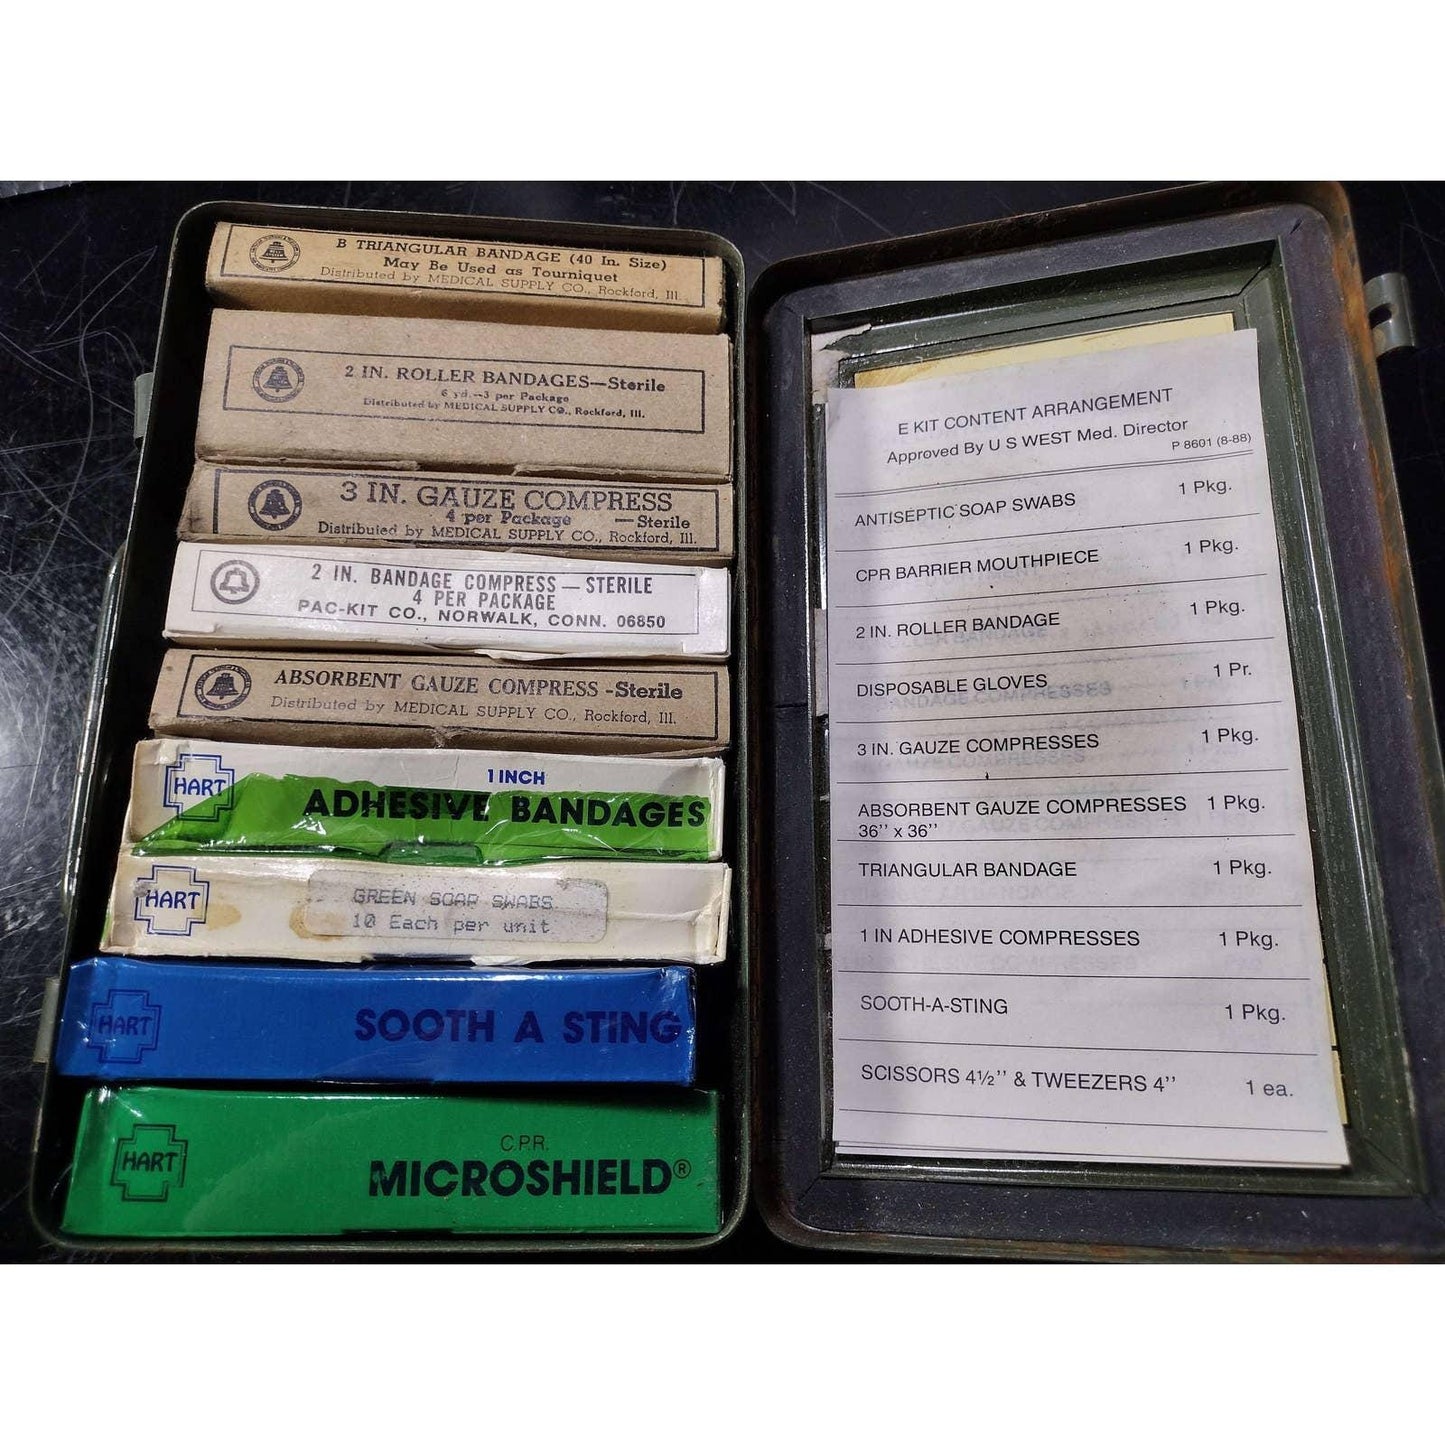 B TRIANGULAR BANDAGE (40 In. Size)
May Be Used as Tourniquet
Distributed by MEDICAL SUPPLY CO., Rockford, Ill.
2 IN. ROLLER BANDAGES—Sterile
6 yd.—3 per Package
Distributed by MEDICAL SUPPLY CO., Rockford, Ill.
3 IN. GAUZE COMPRESS
4 per Package —Sterile
Distributed by MEDICAL SUPPLY CO., Rockford, Ill.
2 IN. BANDAGE COMPRESS — STERILE
4 PER PACKAGE
PAC-KIT CO., NORWALK, CONN. 06850
ABSORBENT GAUZE COMPRESS -Sterile
Distributed by MEDICAL SUPPLY CO., Rockford, Ill.
HART
1 INCH
ADHESIVE BANDAGES
HART
GREEN SOAP SWABS
10 Each per unit
HART
SOOTH A STING
HART
C.P.R.
MICROSHIELD®
E KIT CONTENT ARRANGEMENT
Approved By U S WEST Med. Director
P 8601 (8-88)
ANTISEPTIC SOAP SWABS 1 Pkg.
CPR BARRIER MOUTHPIECE 1 Pkg.
2 IN. ROLLER BANDAGE 1 Pkg.
DISPOSABLE GLOVES 1 Pr.
3 IN. GAUZE COMPRESSES 1 Pkg.
ABSORBENT GAUZE COMPRESSES 1 Pkg.
36'' x 36''
TRIANGULAR BANDAGE 1 Pkg.
1 IN ADHESIVE COMPRESSES 1 Pkg.
SOOTH-A-STING 1 Pkg.
SCISSORS 4½'' & TWEEZERS 4'' 1 ea.